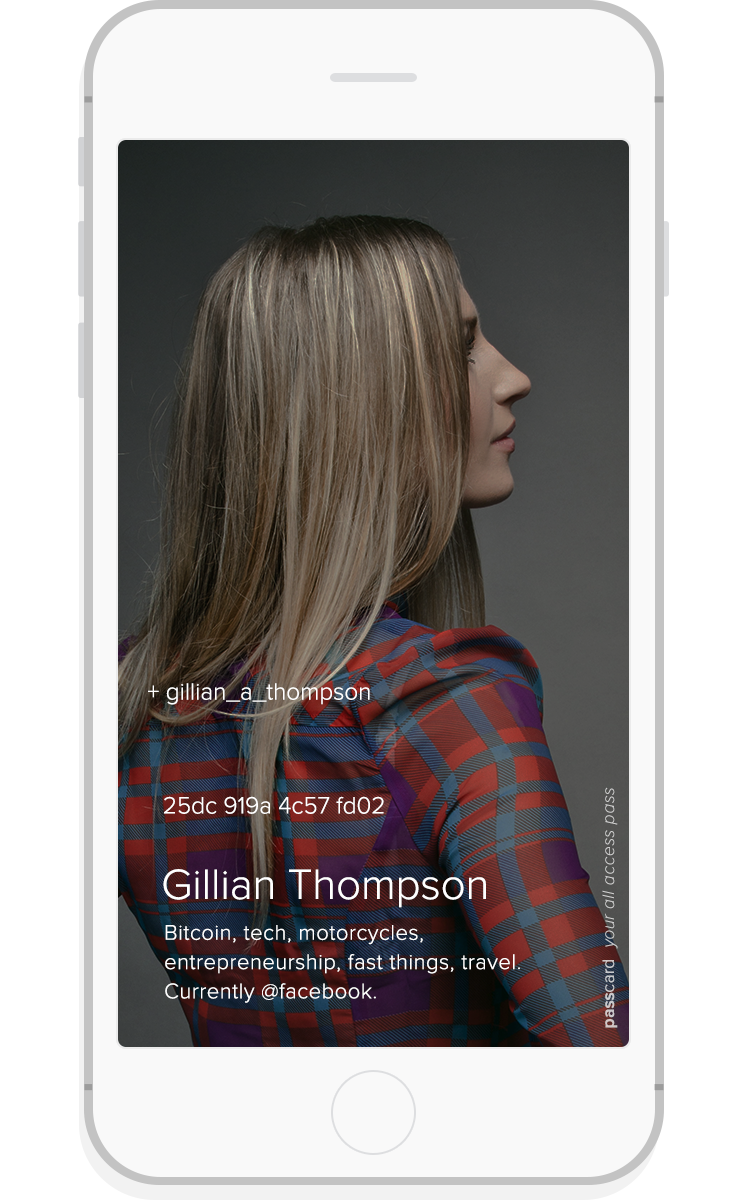 + gillian_a_thompson
25dc 919a 4c57 fd02
Gillian Thompson
Bitcoin, tech, motorcycles,
entrepreneurship, fast things, travel.
Currently @facebook.
passcard your all access pass